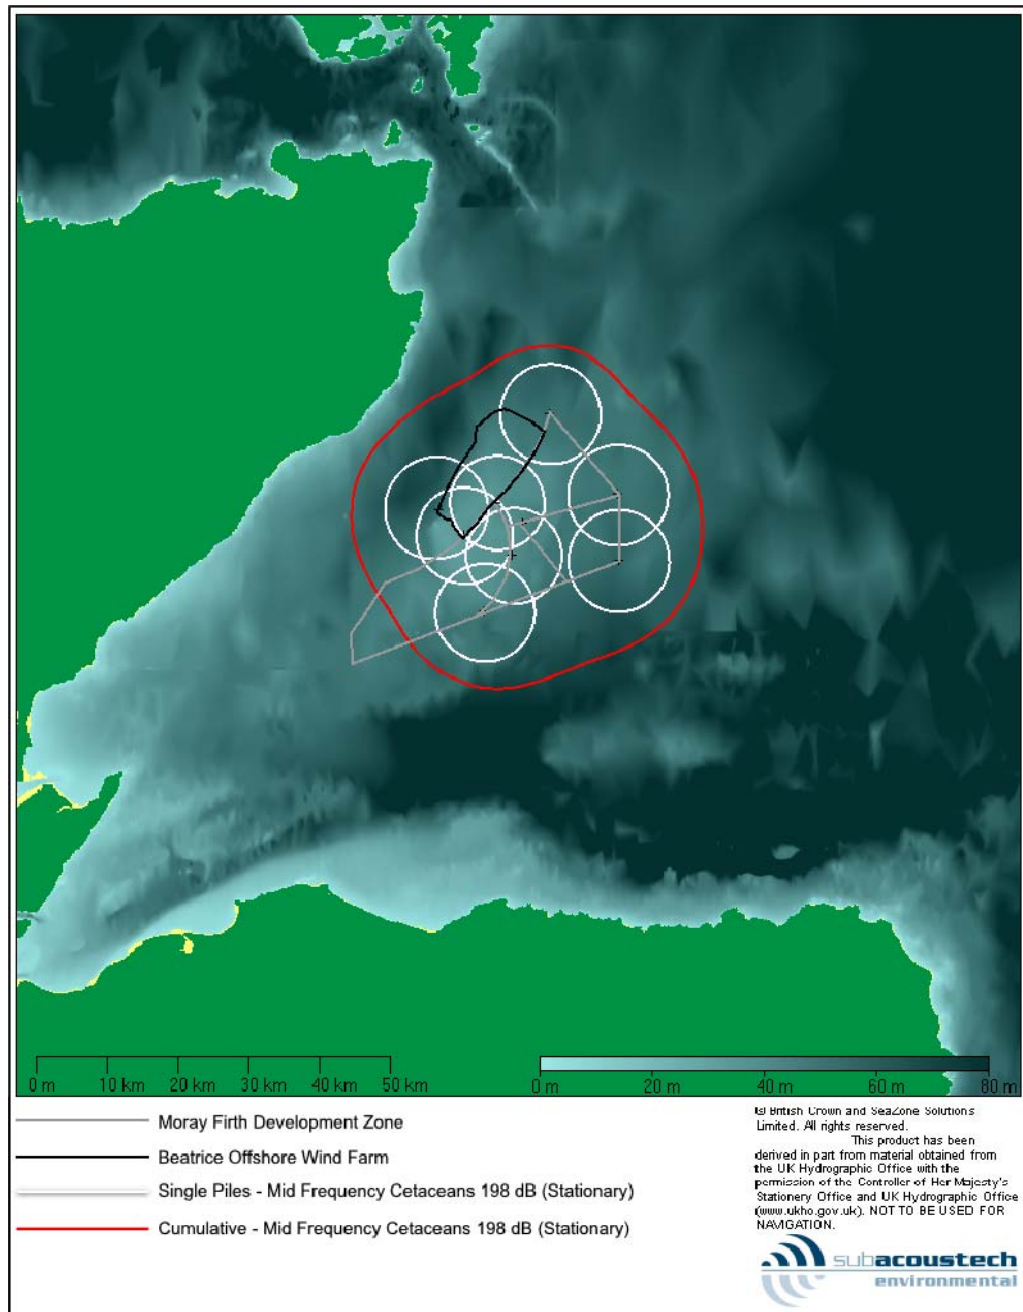 0 m 10 km 20 km 30 km 40 km 50 km
0 m 20 m 40 m 60 m 80 m
Moray Firth Development Zone
Beatrice Offshore Wind Farm
Single Piles - Mid Frequency Cetaceans 198 dB (Stationary)
Cumulative - Mid Frequency Cetaceans 198 dB (Stationary)
© British Crown and SeaZone Solutions
Limited. All rights reserved.
This product has been
derived in part from material obtained from
the UK Hydrographic Office with the
permission of the Controller of Her Majesty's
Stationery Office and UK Hydrographic Office
(www.ukho.gov.uk). NOT TO BE USED FOR
NAVIGATION.
subacoustech
environmental